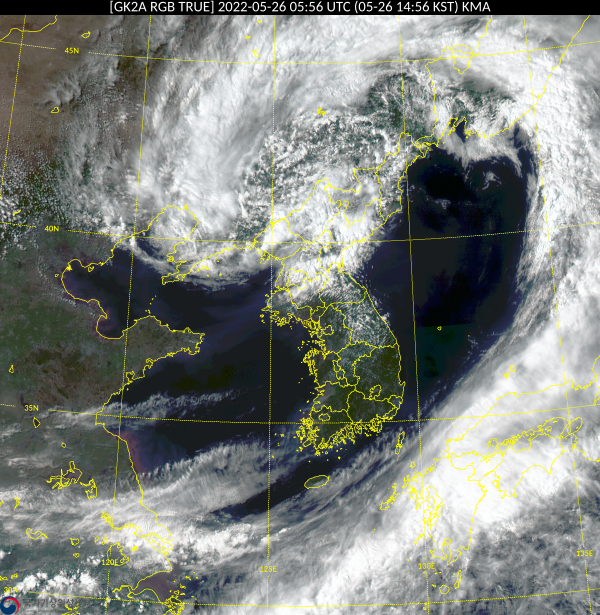 [GK2A RGB TRUE] 2022-05-26 05:56 UTC (05-26 14:56 KST) KMA
45N
40N
35N
120E
125E
130E
135E